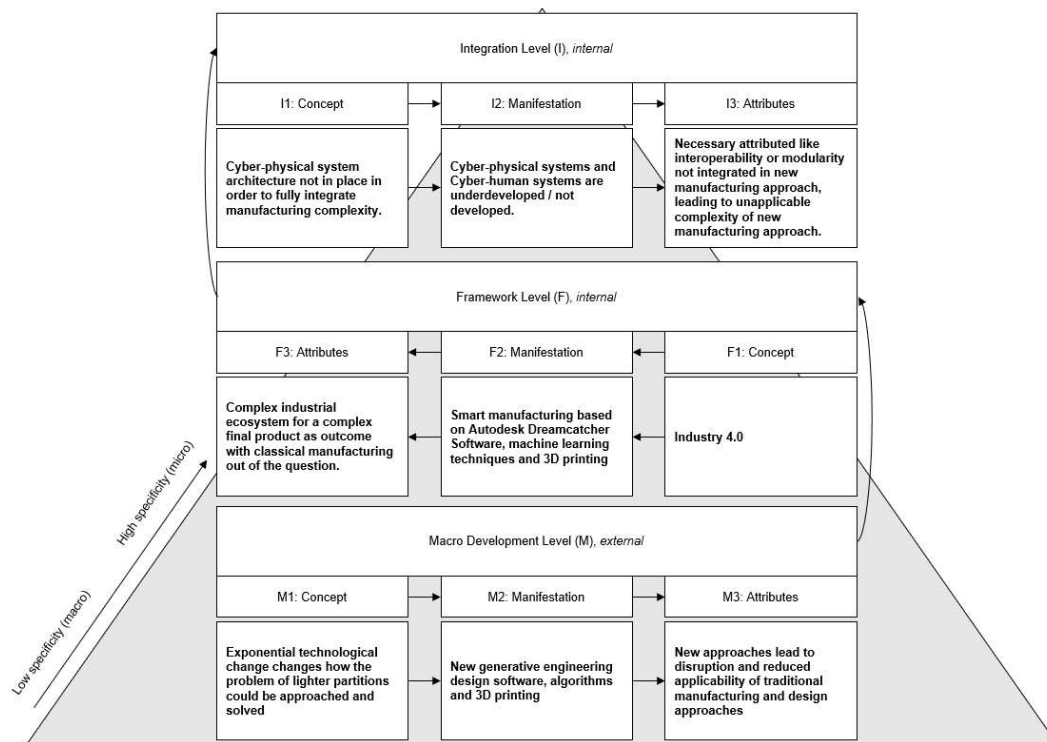 Integration Level (I), internal
I1: Concept
I2: Manifestation
I3: Attributes
Cyber-physical system
architecture not in place in
order to fully integrate
manufacturing complexity.
Cyber-physical systems and
Cyber-human systems are
underdeveloped / not
developed.
Necessary attributed like
interoperability or modularity
not integrated in new
manufacturing approach,
leading to unapplicable
complexity of new
manufacturing approach.
Framework Level (F), internal
F3: Attributes
F2: Manifestation
F1: Concept
Complex industrial
ecosystem for a complex
final product as outcome
with classical manufacturing
out of the question.
Smart manufacturing based
on Autodesk Dreamcatcher
Software, machine learning
techniques and 3D printing
Industry 4.0
High specificity (micro)
Low specificity (macro)
Macro Development Level (M), external
M1: Concept
M2: Manifestation
M3: Attributes
Exponential technological
change changes how the
problem of lighter partitions
could be approached and
solved
New generative engineering
design software, algorithms
and 3D printing
New approaches lead to
disruption and reduced
applicability of traditional
manufacturing and design
approaches